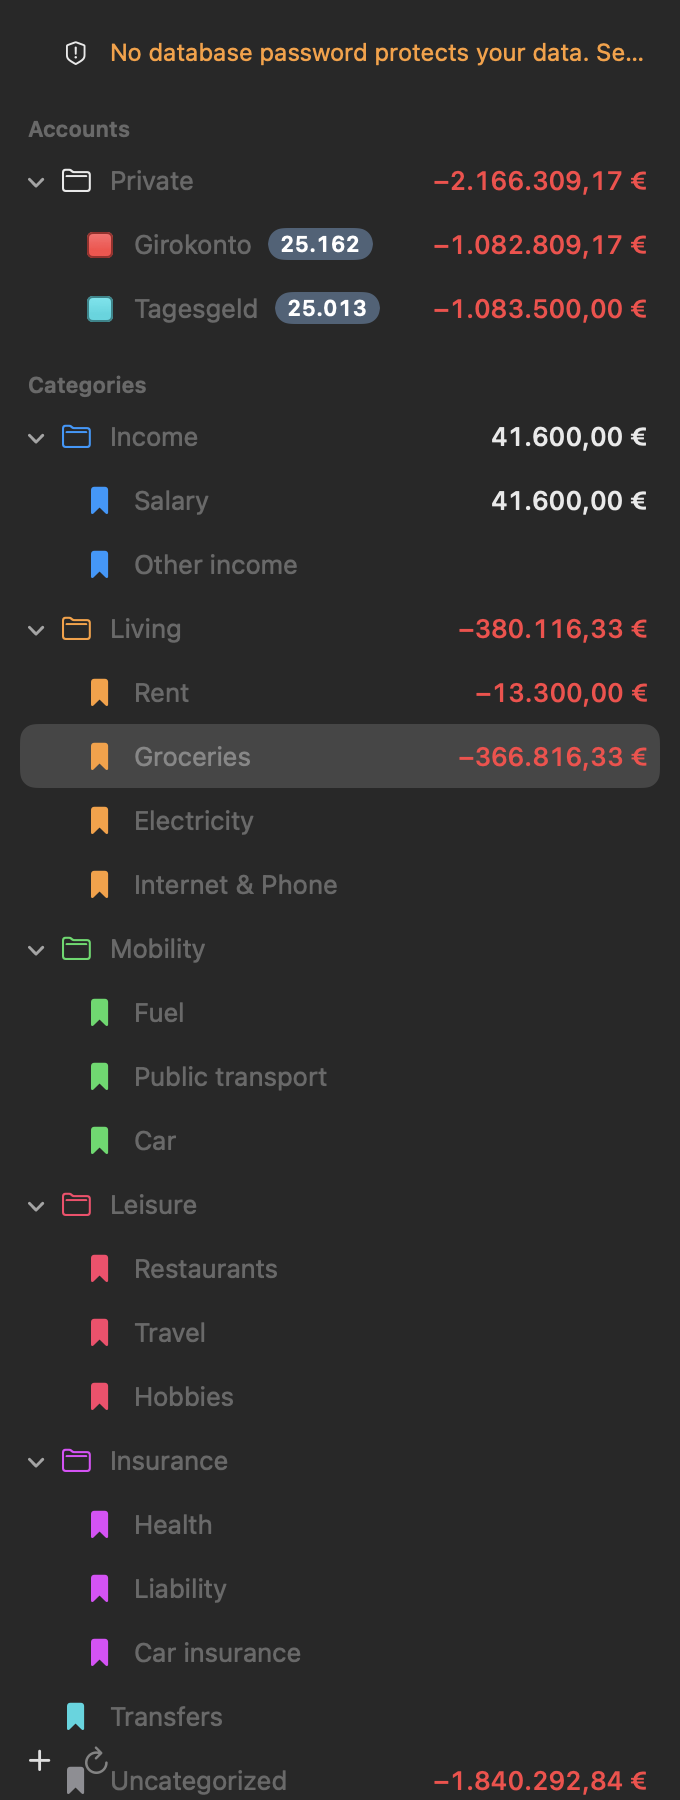 No database password protects your data. Se...
Accounts
Private −2.166.309,17 €
Girokonto 25.162 −1.082.809,17 €
Tagesgeld 25.013 −1.083.500,00 €
Categories
Income 41.600,00 €
Salary 41.600,00 €
Other income
Living −380.116,33 €
Rent −13.300,00 €
Groceries −366.816,33 €
Electricity
Internet & Phone
Mobility
Fuel
Public transport
Car
Leisure
Restaurants
Travel
Hobbies
Insurance
Health
Liability
Car insurance
Transfers
Uncategorized −1.840.292,84 €